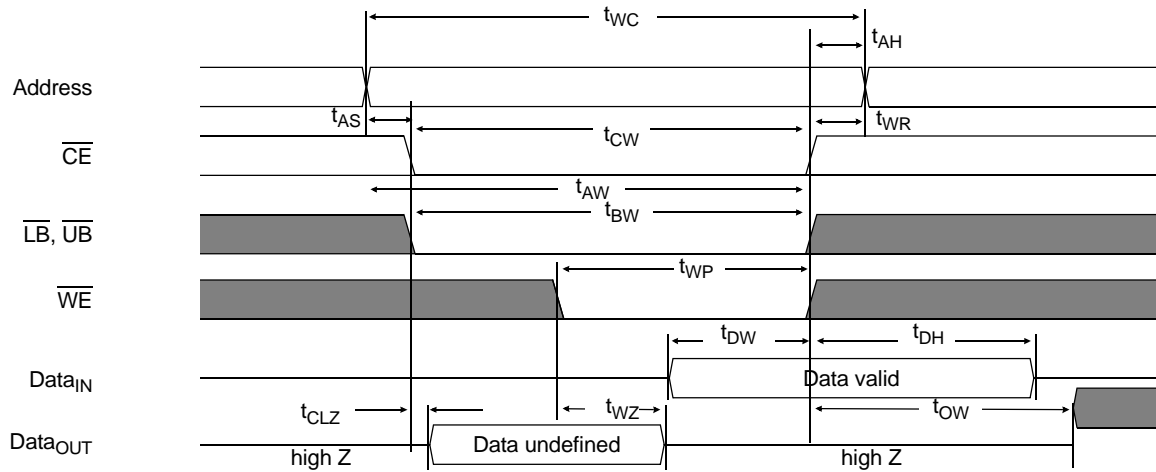 tWC
tAH
Address
tAS
tCW
tWR
CE
tAW
tBW
LB, UB
tWP
WE
tDW
tDH
DataIN
Data valid
tCLZ
tWZ
tOW
DataOUT
Data undefined
high Z
high Z